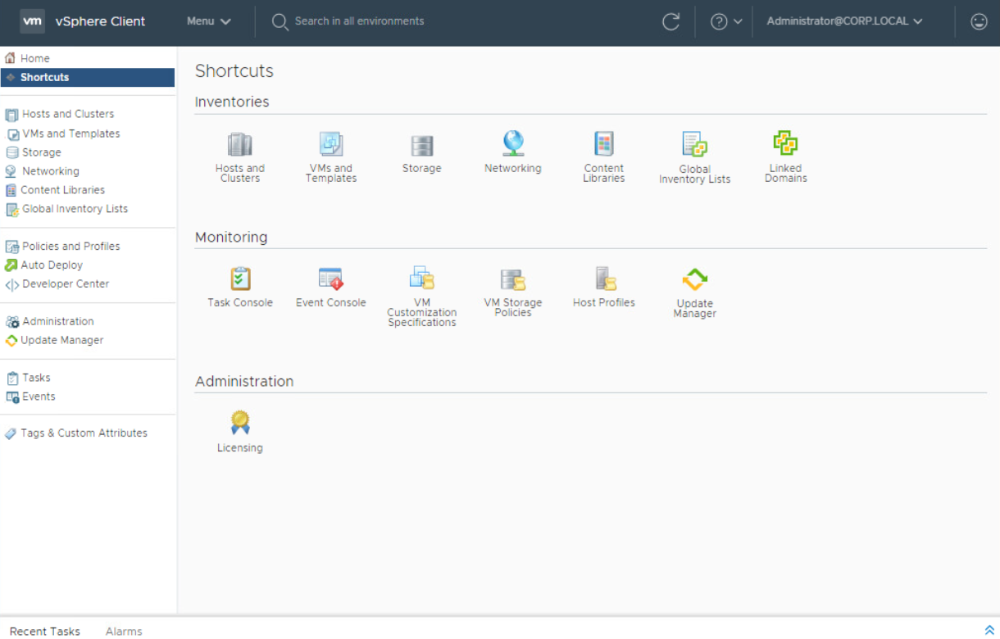 vm vSphere Client Menu Search in all environments Administrator@CORP.LOCAL
Home
Shortcuts
Hosts and Clusters
VMs and Templates
Storage
Networking
Content Libraries
Global Inventory Lists
Policies and Profiles
Auto Deploy
Developer Center
Administration
Update Manager
Tasks
Events
Tags & Custom Attributes
Shortcuts
Inventories
Hosts and
Clusters
VMs and
Templates
Storage
Networking
Content
Libraries
Global
Inventory Lists
Linked
Domains
Monitoring
Task Console
Event Console
VM
Customization
Specifications
VM Storage
Policies
Host Profiles
Update
Manager
Administration
Licensing
Recent Tasks Alarms